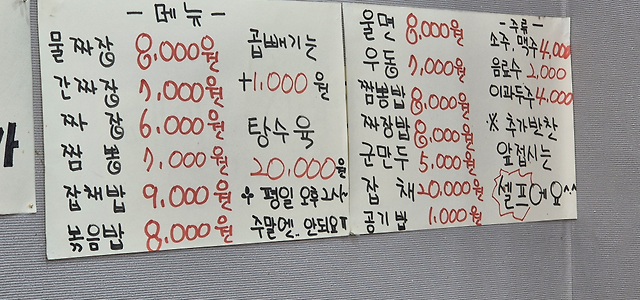 - 메뉴 -
물짜장 8,000원
간짜장 7,000원
짜장 6,000원
짬뽕 7,000원
잡채밥 9,000원
볶음밥 8,000원
곱빼기는
+1,000원
탕수육
20,000원
평일 오후 2시~
주말엔.. 안되요ㅠ
울면 8,000원
우동 7,000원
짬뽕밥 8,000원
짜장밥 8,000원
군만두 5,000원
잡채 20,000원
공기밥 1,000원
- 주류 -
소주, 맥주 4,000
음료수 2,000
이과두주 4,000
※ 추가반찬
앞접시는
셀프에요^^